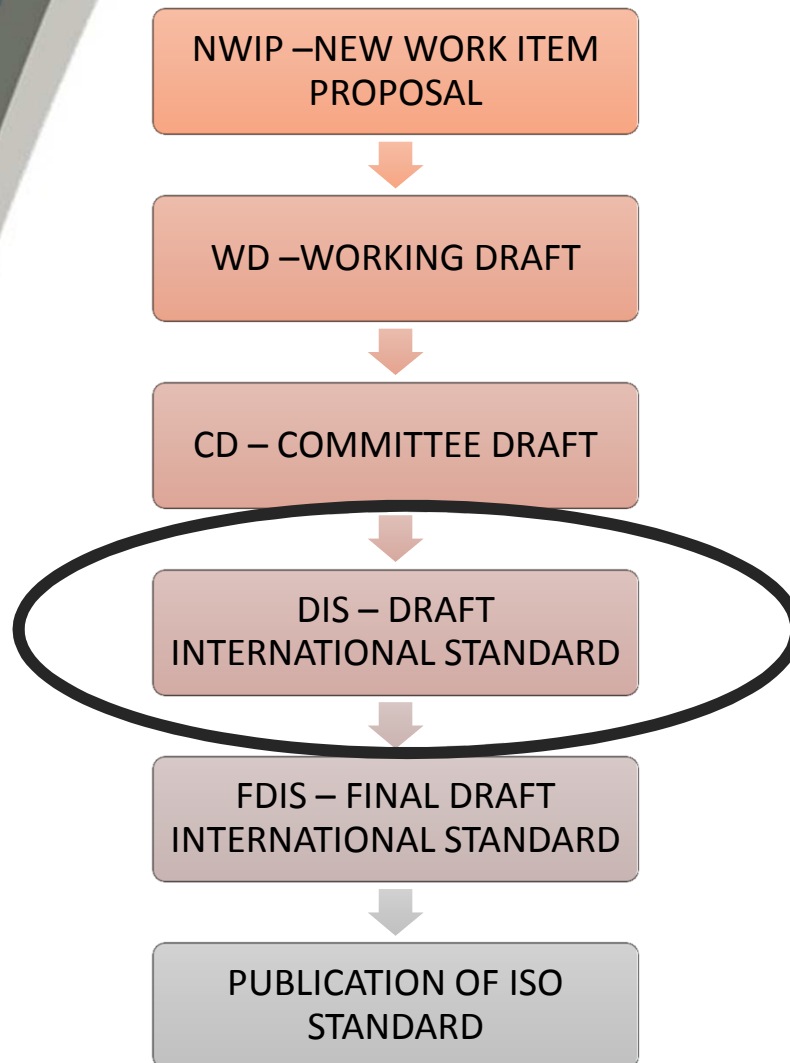 NWIP –NEW WORK ITEM
PROPOSAL
WD –WORKING DRAFT
CD – COMMITTEE DRAFT
DIS – DRAFT
INTERNATIONAL STANDARD
FDIS – FINAL DRAFT
INTERNATIONAL STANDARD
PUBLICATION OF ISO
STANDARD